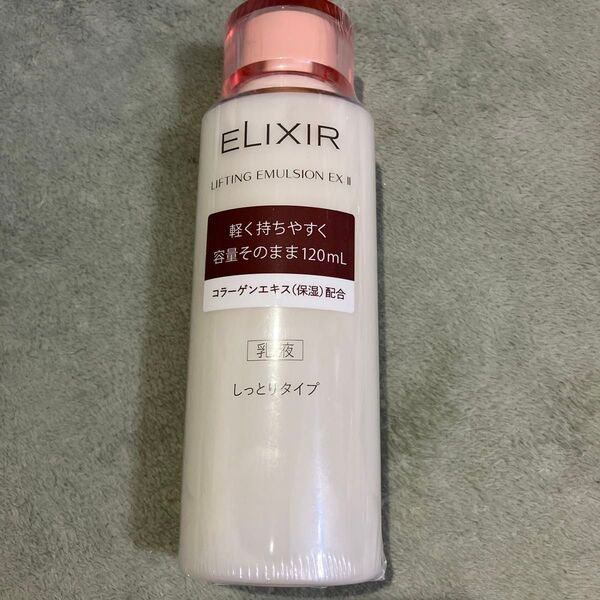 ELIXIR
LIFTING EMULSION EX II
軽く持ちやすく
容量そのまま120mL
コラーゲンエキス(保湿)配合
乳液
しっとりタイプ